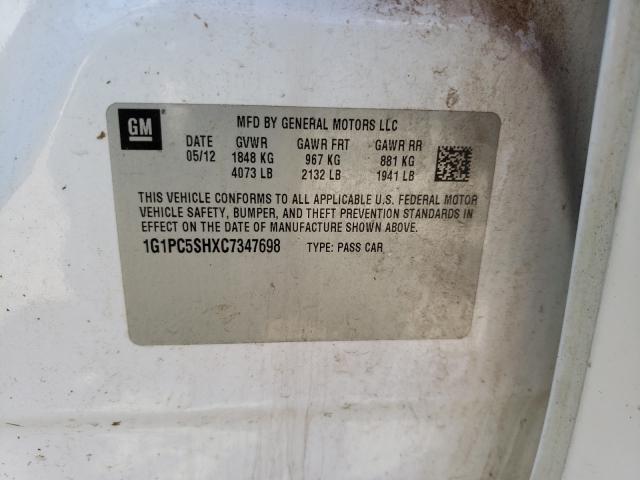 GM
MFD BY GENERAL MOTORS LLC
DATE GVWR GAWR FRT GAWR RR
05/12 1848 KG 967 KG 881 KG
4073 LB 2132 LB 1941 LB
THIS VEHICLE CONFORMS TO ALL APPLICABLE U.S. FEDERAL MOTOR
VEHICLE SAFETY, BUMPER, AND THEFT PREVENTION STANDARDS IN
EFFECT ON THE DATE OF MANUFACTURE SHOWN ABOVE.
1G1PC5SHXC7347698 TYPE: PASS CAR